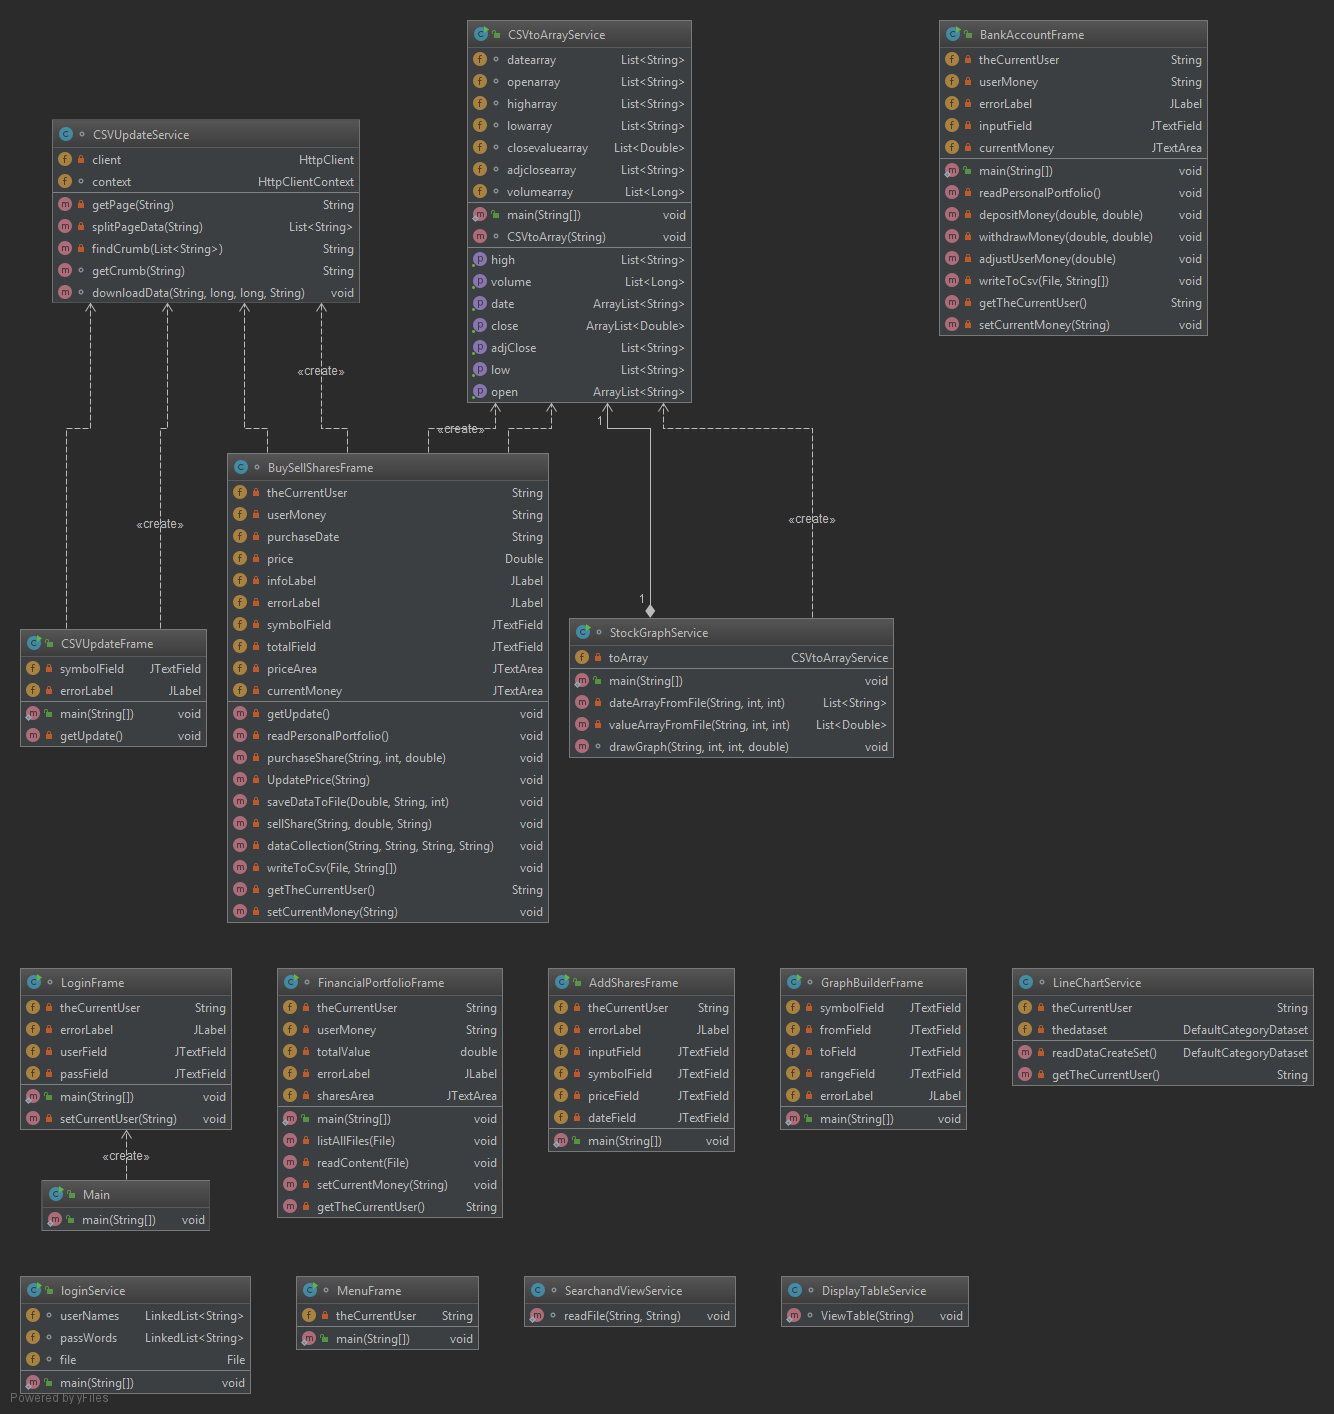 CSVtoArrayService
datearray List<String>
openarray List<String>
higharray List<String>
lowarray List<String>
closevaluearray List<Double>
adjclosearray List<String>
volumearray List<Long>
main(String[]) void
CSVtoArray(String) void
high List<String>
volume List<Long>
date ArrayList<String>
close ArrayList<Double>
adjClose List<String>
low List<String>
open ArrayList<String>
BankAccountFrame
theCurrentUser String
userMoney String
errorLabel JLabel
inputField JTextField
currentMoney JTextArea
main(String[]) void
readPersonalPortfolio() void
depositMoney(double, double) void
withdrawMoney(double, double) void
adjustUserMoney(double) void
writeToCsv(File, String[]) void
getTheCurrentUser() String
setCurrentMoney(String) void
CSVUpdateService
client HttpClient
context HttpClientContext
getPage(String) String
splitPageData(String) List<String>
findCrumb(List<String>) String
getCrumb(String) String
downloadData(String, long, long, String) void
«create»
«create»
1
BuySellSharesFrame
theCurrentUser String
userMoney String
purchaseDate String
price Double
infoLabel JLabel
errorLabel JLabel
symbolField JTextField
totalField JTextField
priceArea JTextArea
currentMoney JTextArea
getUpdate() void
readPersonalPortfolio() void
purchaseShare(String, int, double) void
UpdatePrice(String) void
saveDataToFile(Double, String, int) void
sellShare(String, double, String) void
dataCollection(String, String, String, String) void
writeToCsv(File, String[]) void
getTheCurrentUser() String
setCurrentMoney(String) void
«create»
«create»
1
CSVUpdateFrame
symbolField JTextField
errorLabel JLabel
main(String[]) void
getUpdate() void
StockGraphService
toArray CSVtoArrayService
main(String[]) void
dateArrayFromFile(String, int, int) List<String>
valueArrayFromFile(String, int, int) List<Double>
drawGraph(String, int, int, double) void
LoginFrame
theCurrentUser String
errorLabel JLabel
userField JTextField
passField JTextField
main(String[]) void
setCurrentUser(String) void
«create»
Main
main(String[]) void
FinancialPortfolioFrame
theCurrentUser String
userMoney String
totalValue double
errorLabel JLabel
sharesArea JTextArea
main(String[]) void
listAllFiles(File) void
readContent(File) void
setCurrentMoney(String) void
getTheCurrentUser() String
AddSharesFrame
theCurrentUser String
errorLabel JLabel
inputField JTextField
symbolField JTextField
priceField JTextField
dateField JTextField
main(String[]) void
GraphBuilderFrame
symbolField JTextField
fromField JTextField
toField JTextField
rangeField JTextField
errorLabel JLabel
main(String[]) void
LineChartService
theCurrentUser String
thedataset DefaultCategoryDataset
readDataCreateSet() DefaultCategoryDataset
getTheCurrentUser() String
loginService
userNames LinkedList<String>
passWords LinkedList<String>
file File
main(String[]) void
MenuFrame
theCurrentUser String
main(String[]) void
SearchandViewService
readFile(String, String) void
DisplayTableService
ViewTable(String) void
Powered by yFiles